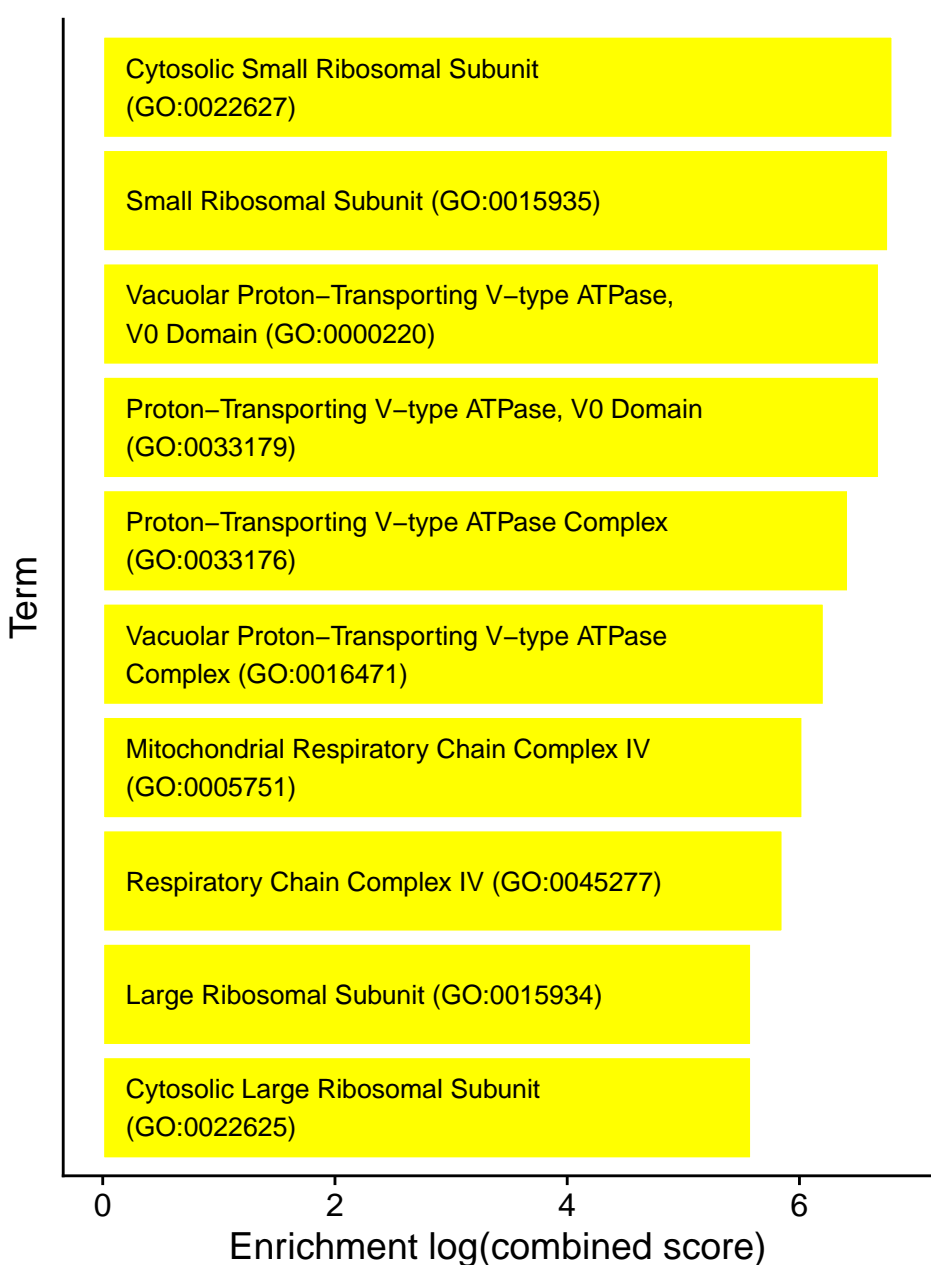 Cytosolic Small Ribosomal Subunit
(GO:0022627)
Small Ribosomal Subunit (GO:0015935)
Vacuolar Proton−Transporting V−type ATPase,
V0 Domain (GO:0000220)
Proton−Transporting V−type ATPase, V0 Domain
(GO:0033179)
Proton−Transporting V−type ATPase Complex
(GO:0033176)
Vacuolar Proton−Transporting V−type ATPase
Complex (GO:0016471)
Mitochondrial Respiratory Chain Complex IV
(GO:0005751)
Respiratory Chain Complex IV (GO:0045277)
Large Ribosomal Subunit (GO:0015934)
Cytosolic Large Ribosomal Subunit
(GO:0022625)
Term
0 2 4 6
Enrichment log(combined score)